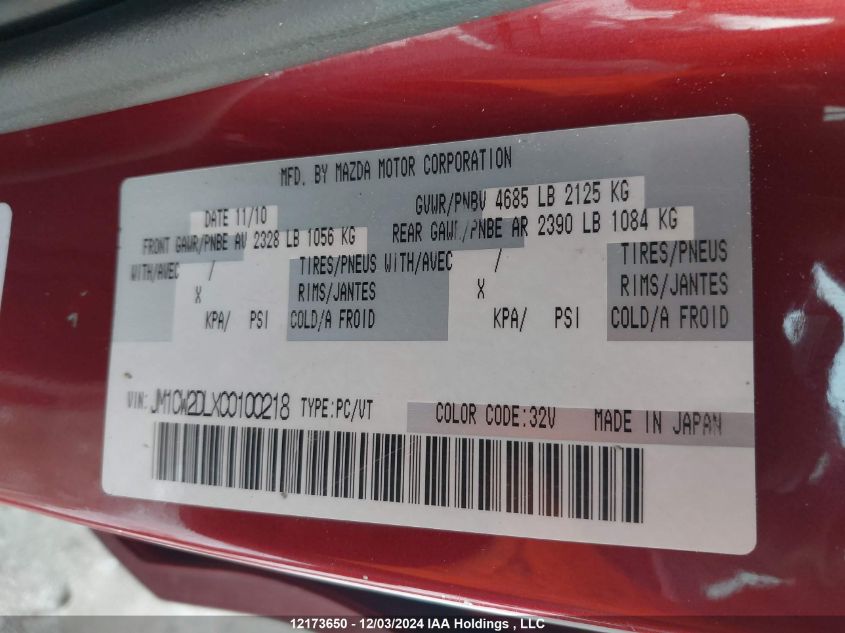 MFD. BY MAZDA MOTOR CORPORATION
DATE 11/10 GVWR/PNBV 4685 LB 2125 KG
FRONT GAWR/PNBE AV 2328 LB 1056 KG REAR GAWR/PNBE AR 2390 LB 1084 KG
WITH/AVEC / TIRES/PNEUS WITH/AVEC / TIRES/PNEUS
X RIMS/JANTES X RIMS/JANTES
KPA/ PSI COLD/A FROID KPA/ PSI COLD/A FROID
VIN: JM1CW2DLXC0100218 TYPE:PC/VT COLOR CODE:32V MADE IN JAPAN
12173650 - 12/03/2024 IAA Holdings , LLC